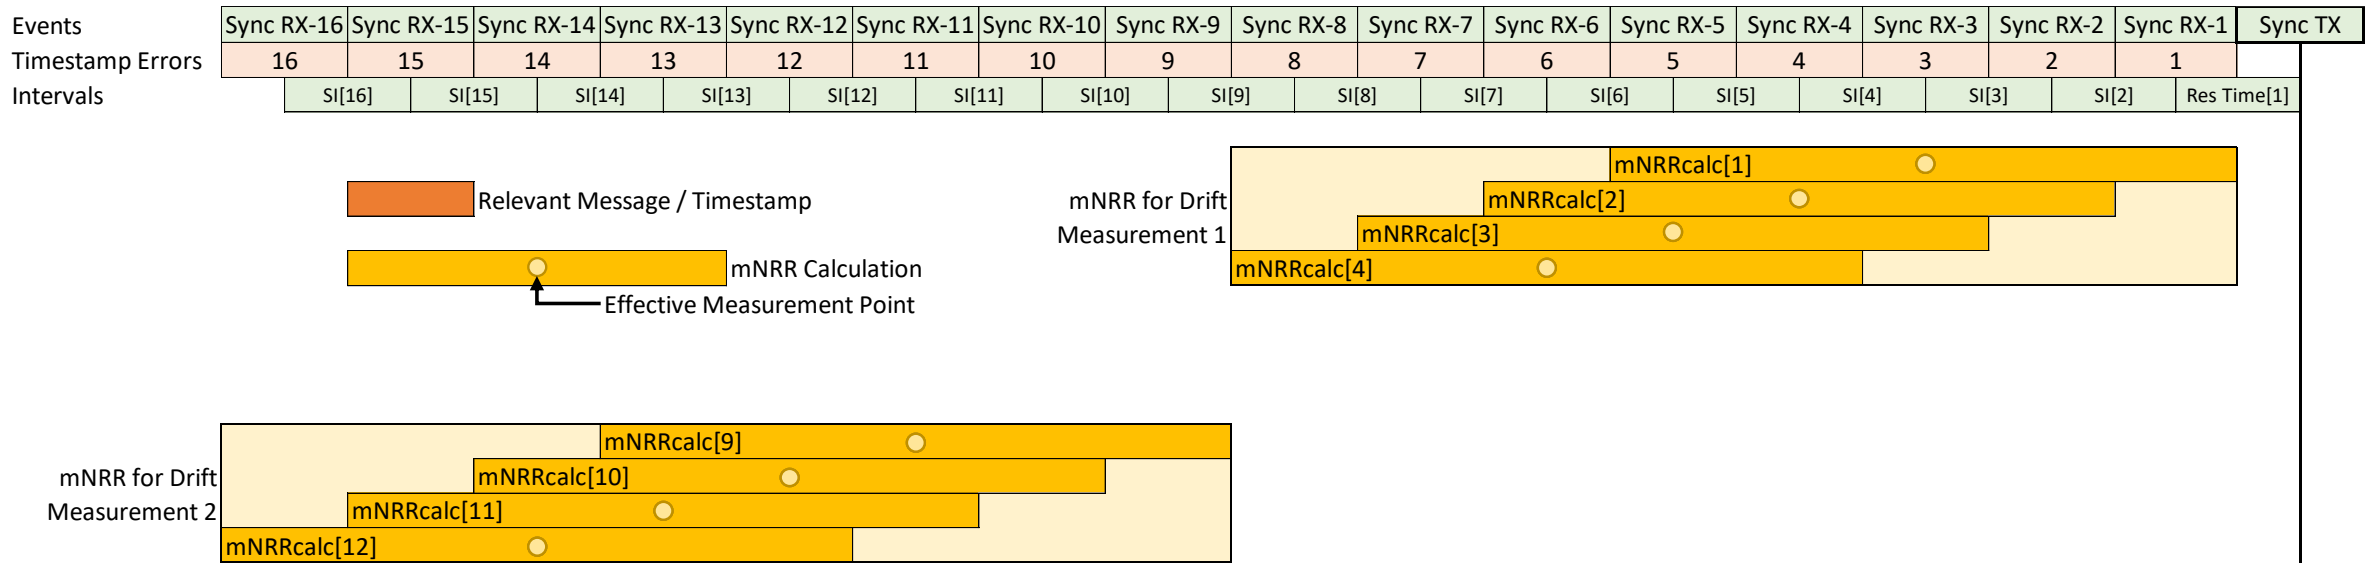 Events Sync RX-16 Sync RX-15 Sync RX-14 Sync RX-13 Sync RX-12 Sync RX-11 Sync RX-10 Sync RX-9 Sync RX-8 Sync RX-7 Sync RX-6 Sync RX-5 Sync RX-4 Sync RX-3 Sync RX-2 Sync RX-1 Sync TX
Timestamp Errors 16 15 14 13 12 11 10 9 8 7 6 5 4 3 2 1
Intervals SI[16] SI[15] SI[14] SI[13] SI[12] SI[11] SI[10] SI[9] SI[8] SI[7] SI[6] SI[5] SI[4] SI[3] SI[2] Res Time[1]
Relevant Message / Timestamp
mNRR Calculation
Effective Measurement Point
mNRR for Drift
Measurement 1
mNRRcalc[1]
mNRRcalc[2]
mNRRcalc[3]
mNRRcalc[4]
mNRR for Drift
Measurement 2
mNRRcalc[9]
mNRRcalc[10]
mNRRcalc[11]
mNRRcalc[12]